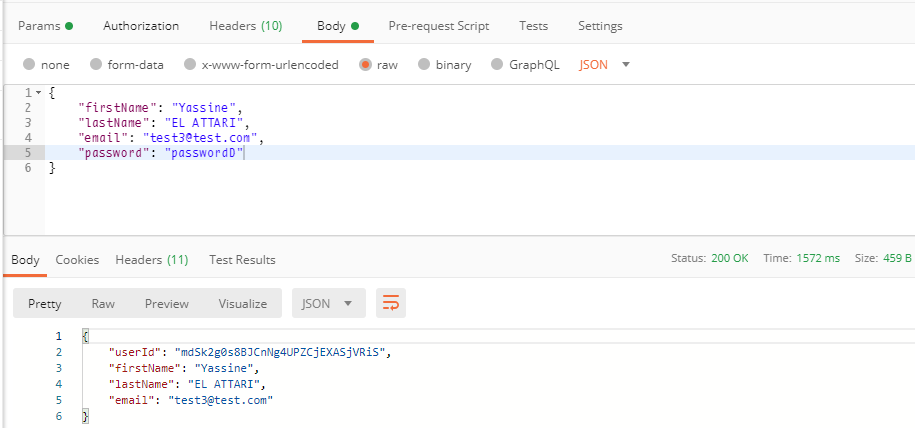 Params Authorization Headers (10) Body Pre-request Script Tests Settings
none form-data x-www-form-urlencoded raw binary GraphQL JSON
1 {
2 "firstName": "Yassine",
3 "lastName": "EL ATTARI",
4 "email": "test3@test.com",
5 "password": "passwordD"
6 }
Body Cookies Headers (11) Test Results Status: 200 OK Time: 1572 ms Size: 459 B
Pretty Raw Preview Visualize JSON
1 {
2 "userId": "mdSk2g0s8BJCnNg4UPZCjEXASjVRiS",
3 "firstName": "Yassine",
4 "lastName": "EL ATTARI",
5 "email": "test3@test.com"
6 }